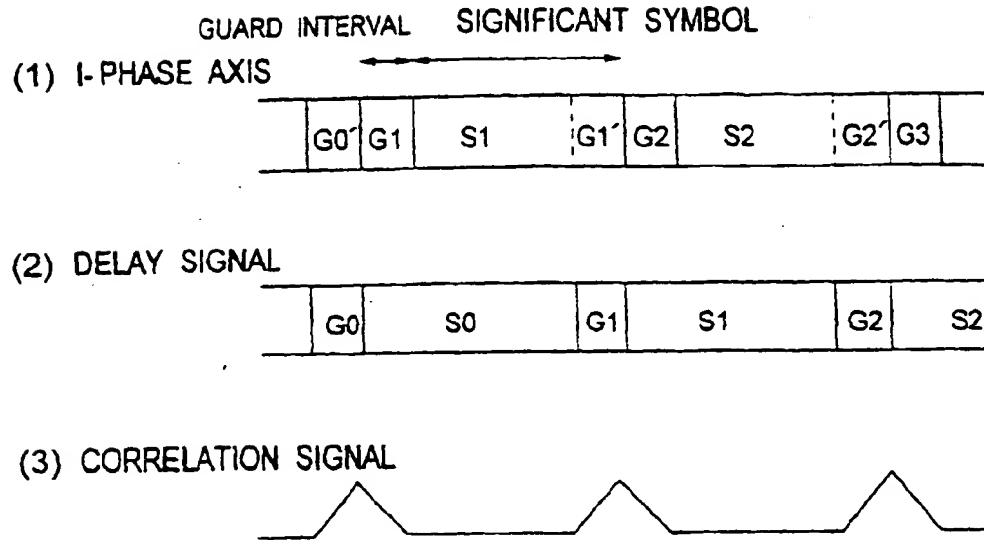 GUARD INTERVAL SIGNIFICANT SYMBOL
(1) I-PHASE AXIS
G0´ G1 S1 G1´ G2 S2 G2´ G3
(2) DELAY SIGNAL
G0 S0 G1 S1 G2 S2
(3) CORRELATION SIGNAL